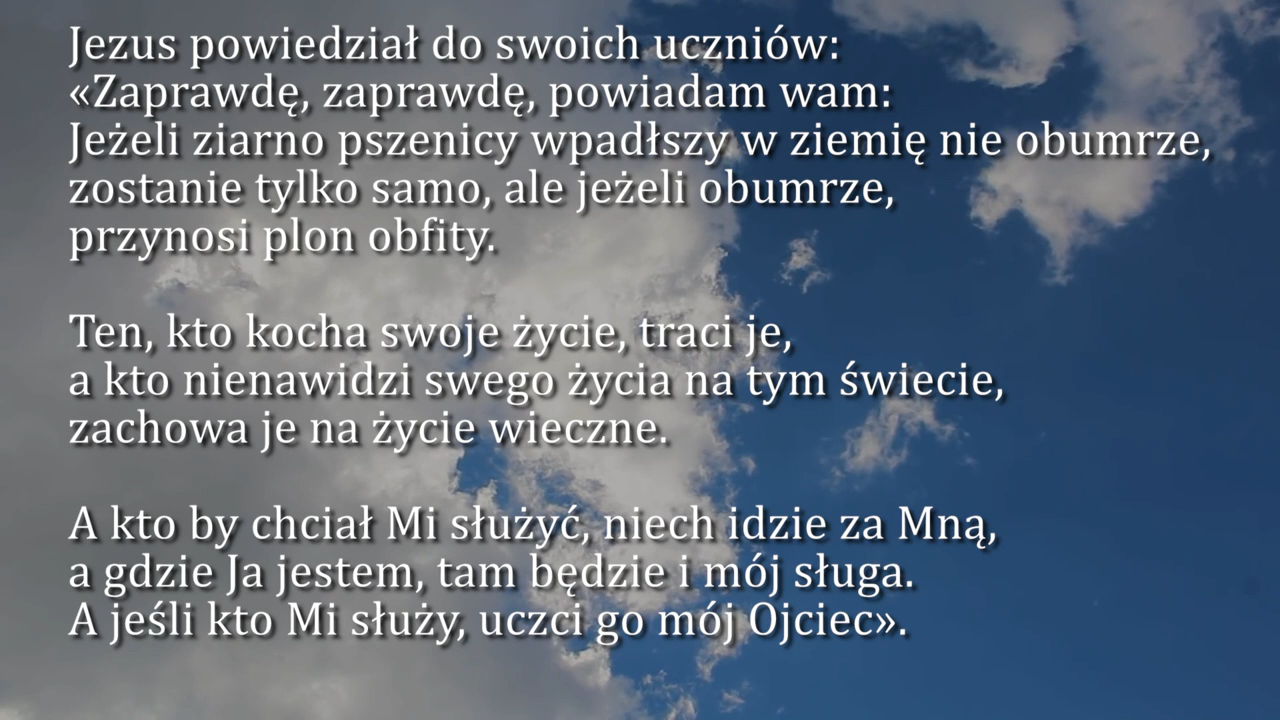 Jezus powiedział do swoich uczniów:
«Zaprawdę, zaprawdę, powiadam wam:
Jeżeli ziarno pszenicy wpadłszy w ziemię nie obumrze,
zostanie tylko samo, ale jeżeli obumrze,
przynosi plon obfity.
Ten, kto kocha swoje życie, traci je,
a kto nienawidzi swego życia na tym świecie,
zachowa je na życie wieczne.
A kto by chciał Mi służyć, niech idzie za Mną,
a gdzie Ja jestem, tam będzie i mój sługa.
A jeśli kto Mi służy, uczci go mój Ojciec».